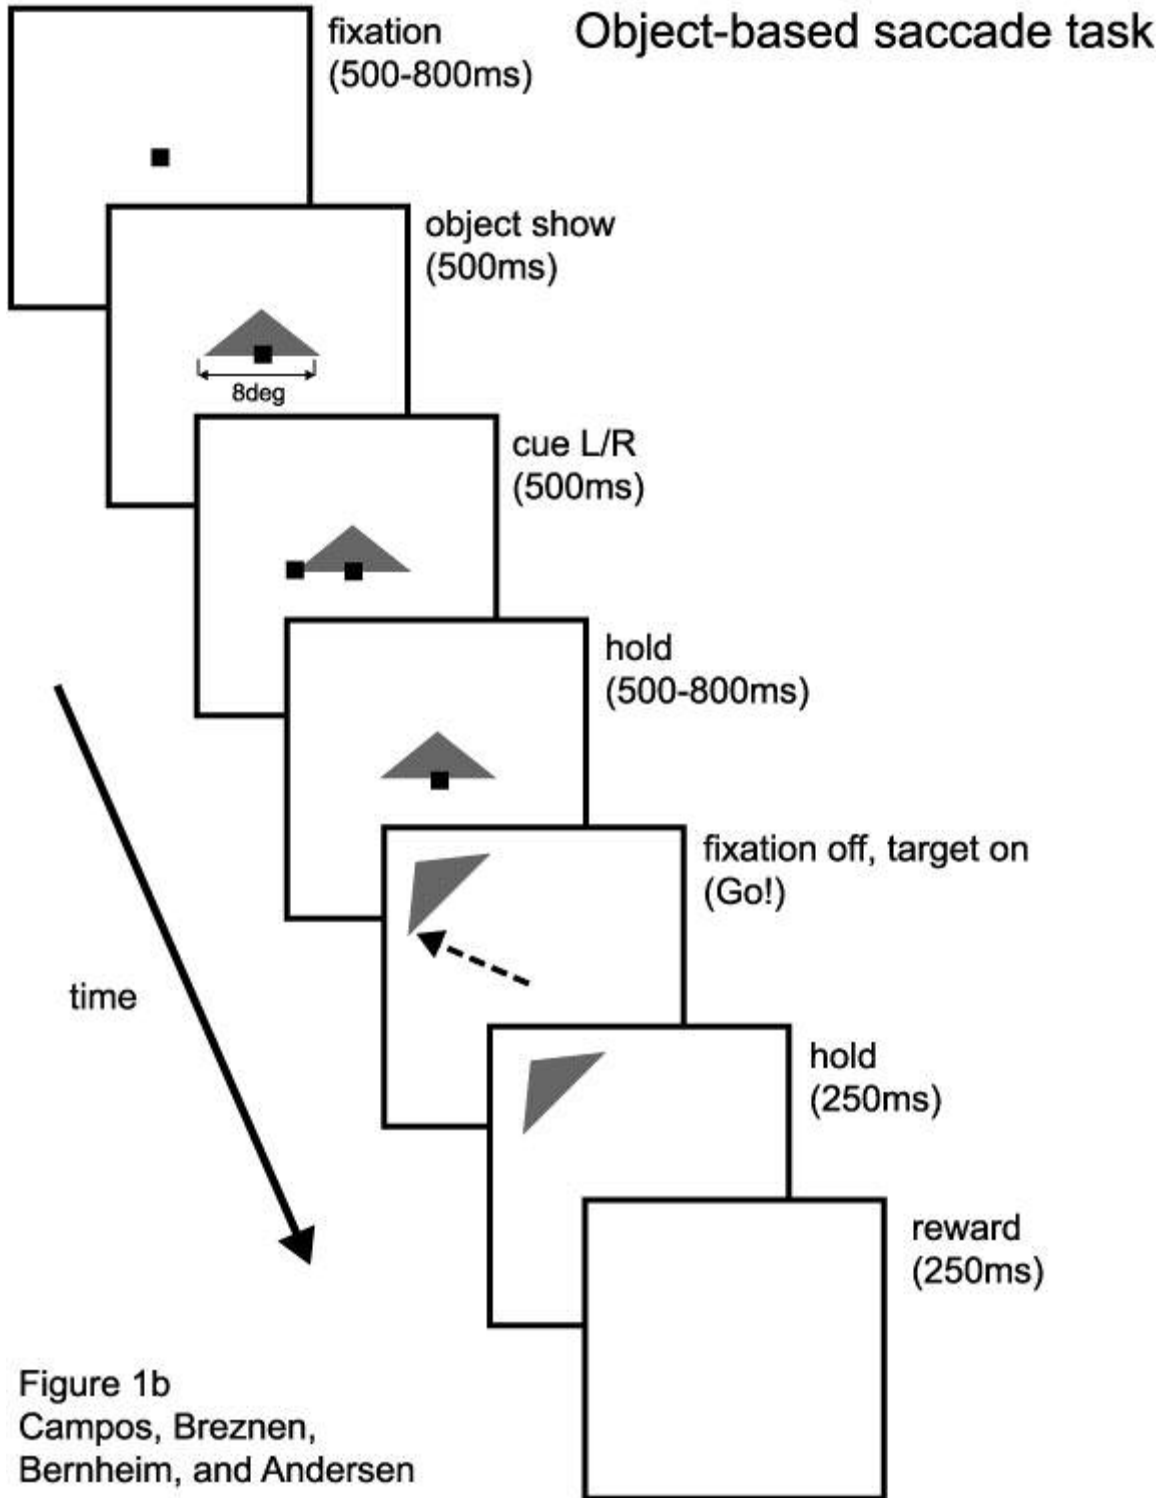 Object-based saccade task
fixation
(500-800ms)
object show
(500ms)
8deg
cue L/R
(500ms)
hold
(500-800ms)
fixation off, target on
(Go!)
time
hold
(250ms)
reward
(250ms)
Figure 1b
Campos, Breznen,
Bernheim, and Andersen